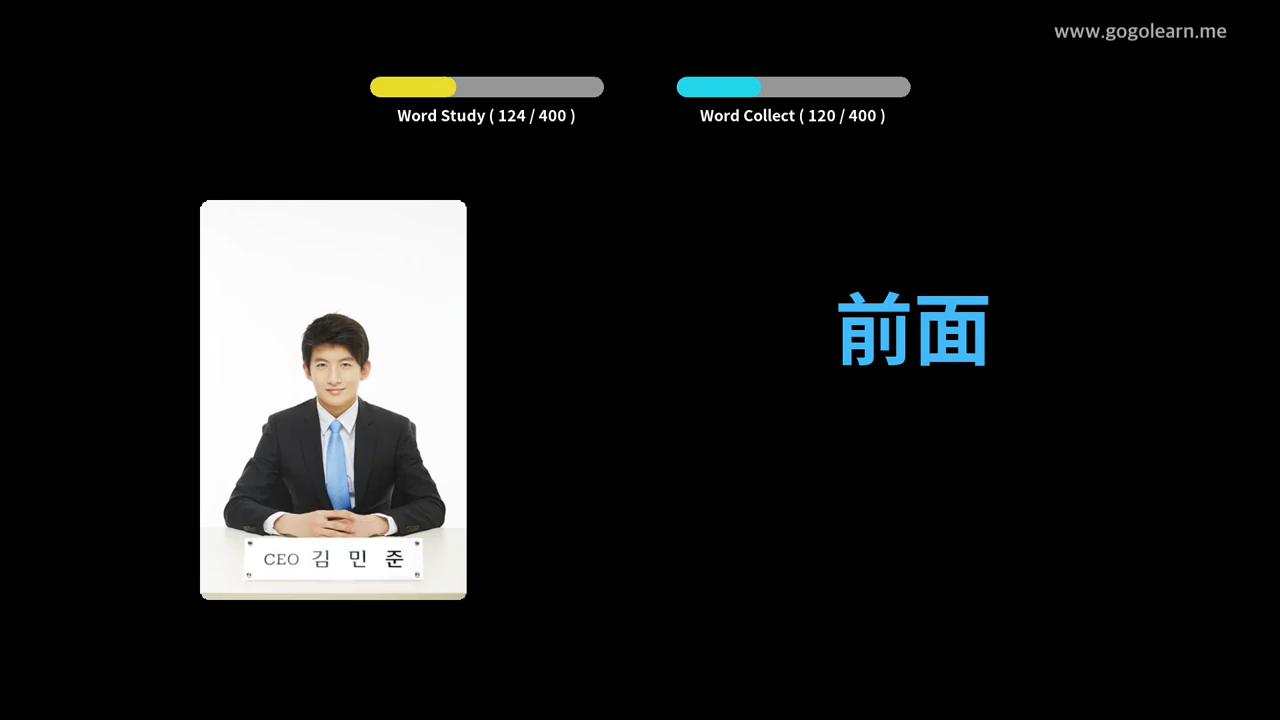 www.gogolearn.me
Word Study ( 124 / 400 )
Word Collect ( 120 / 400 )
前面
CEO 김 민 준